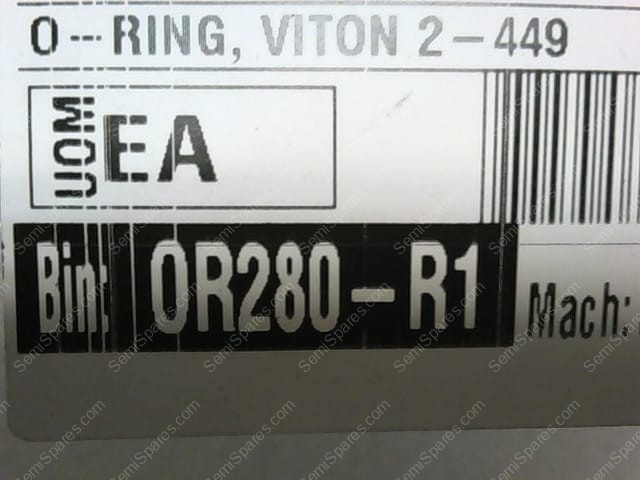 O-RING, VITON 2-449
UOM EA
Bin: OR280-R1
Mach:
SemiSpares.com